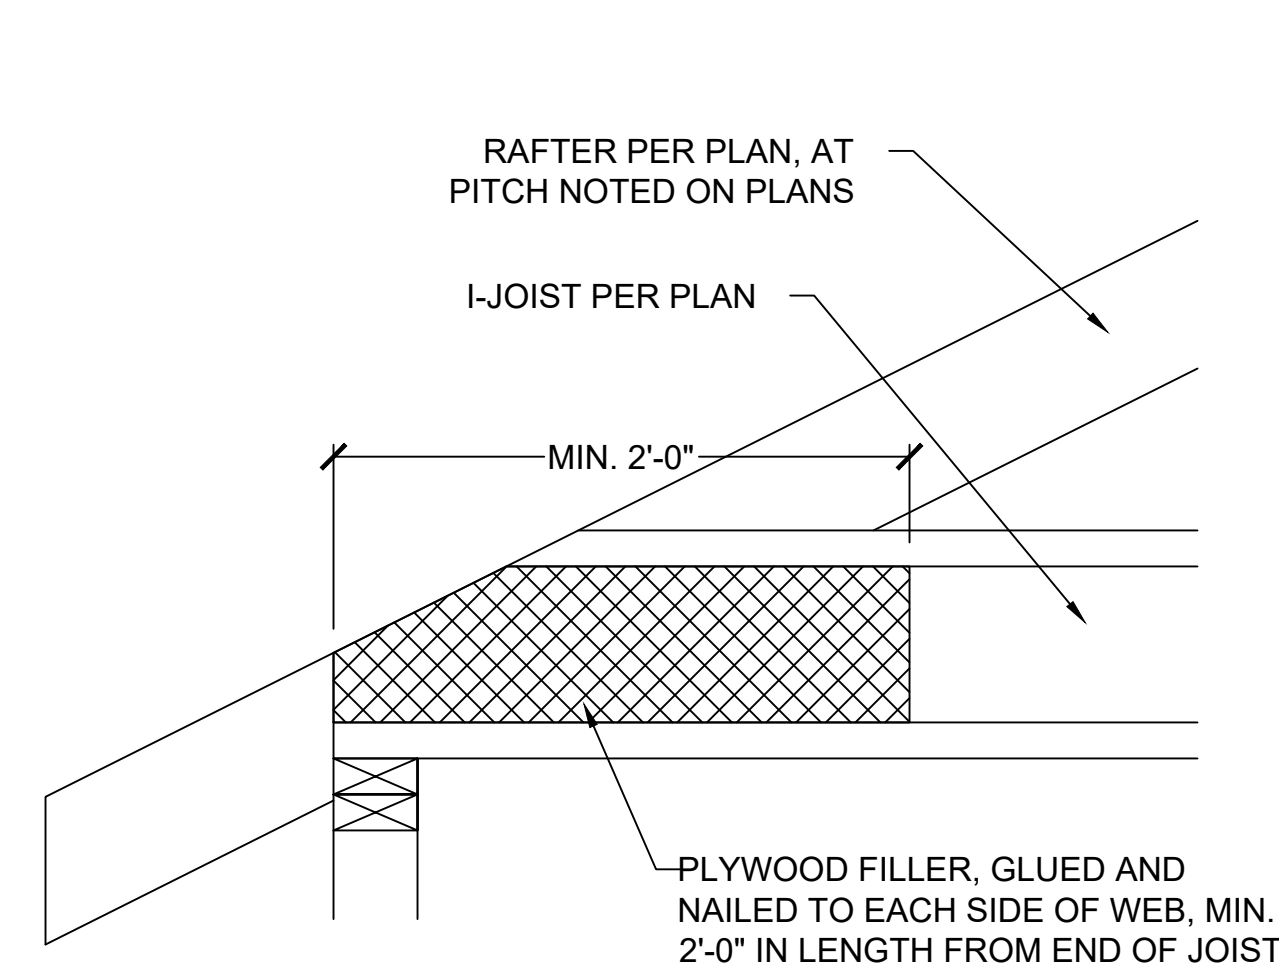 RAFTER PER PLAN, AT
PITCH NOTED ON PLANS
I-JOIST PER PLAN
MIN. 2'-0"
PLYWOOD FILLER, GLUED AND
NAILED TO EACH SIDE OF WEB, MIN.
2'-0" IN LENGTH FROM END OF JOIST